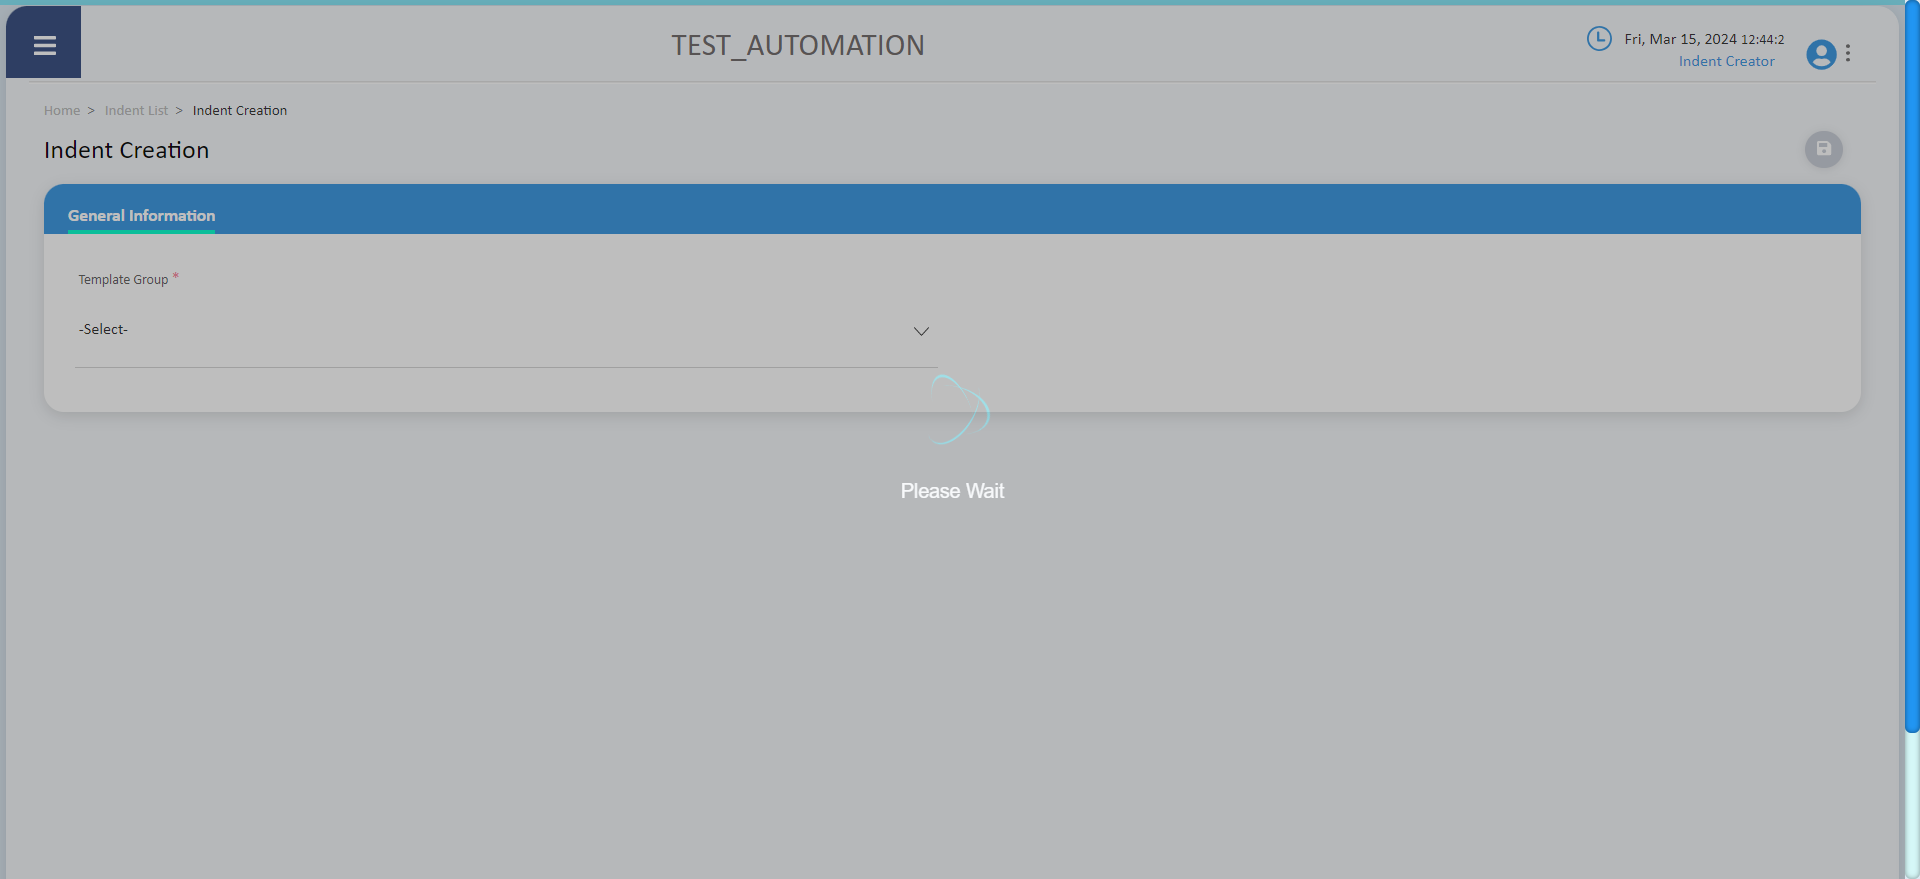 TEST_AUTOMATION
Fri, Mar 15, 2024 12:44:2
Indent Creator
Home > Indent List > Indent Creation
Indent Creation
General Information
Template Group *
-Select-
Please Wait